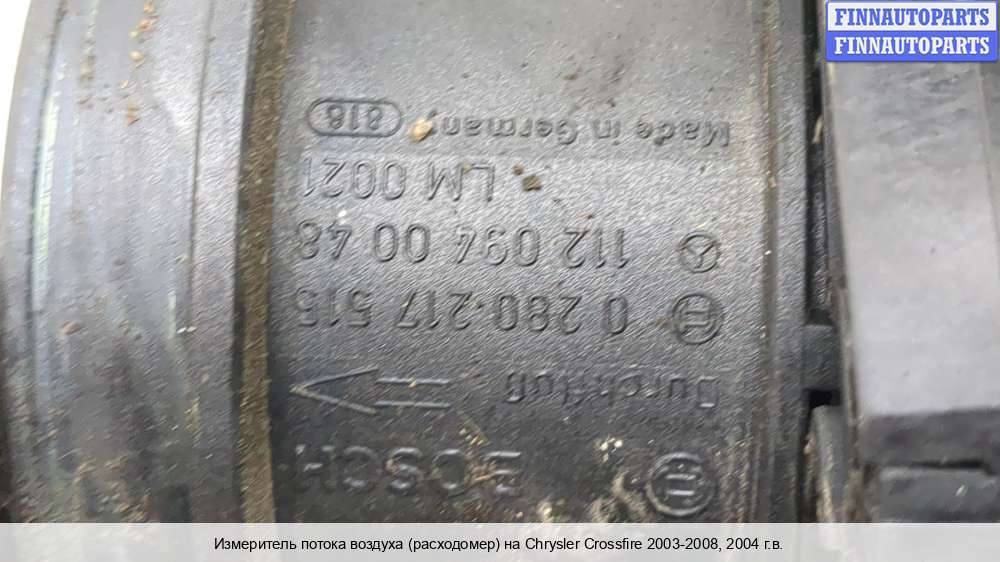 FINNAUTOPARTS
FINNAUTOPARTS
BOSCH
Durchfluß
0 280 217 515
112 094 00 48
LM 0021
Made in Germany 816
Измеритель потока воздуха (расходомер) на Chrysler Crossfire 2003-2008, 2004 г.в.